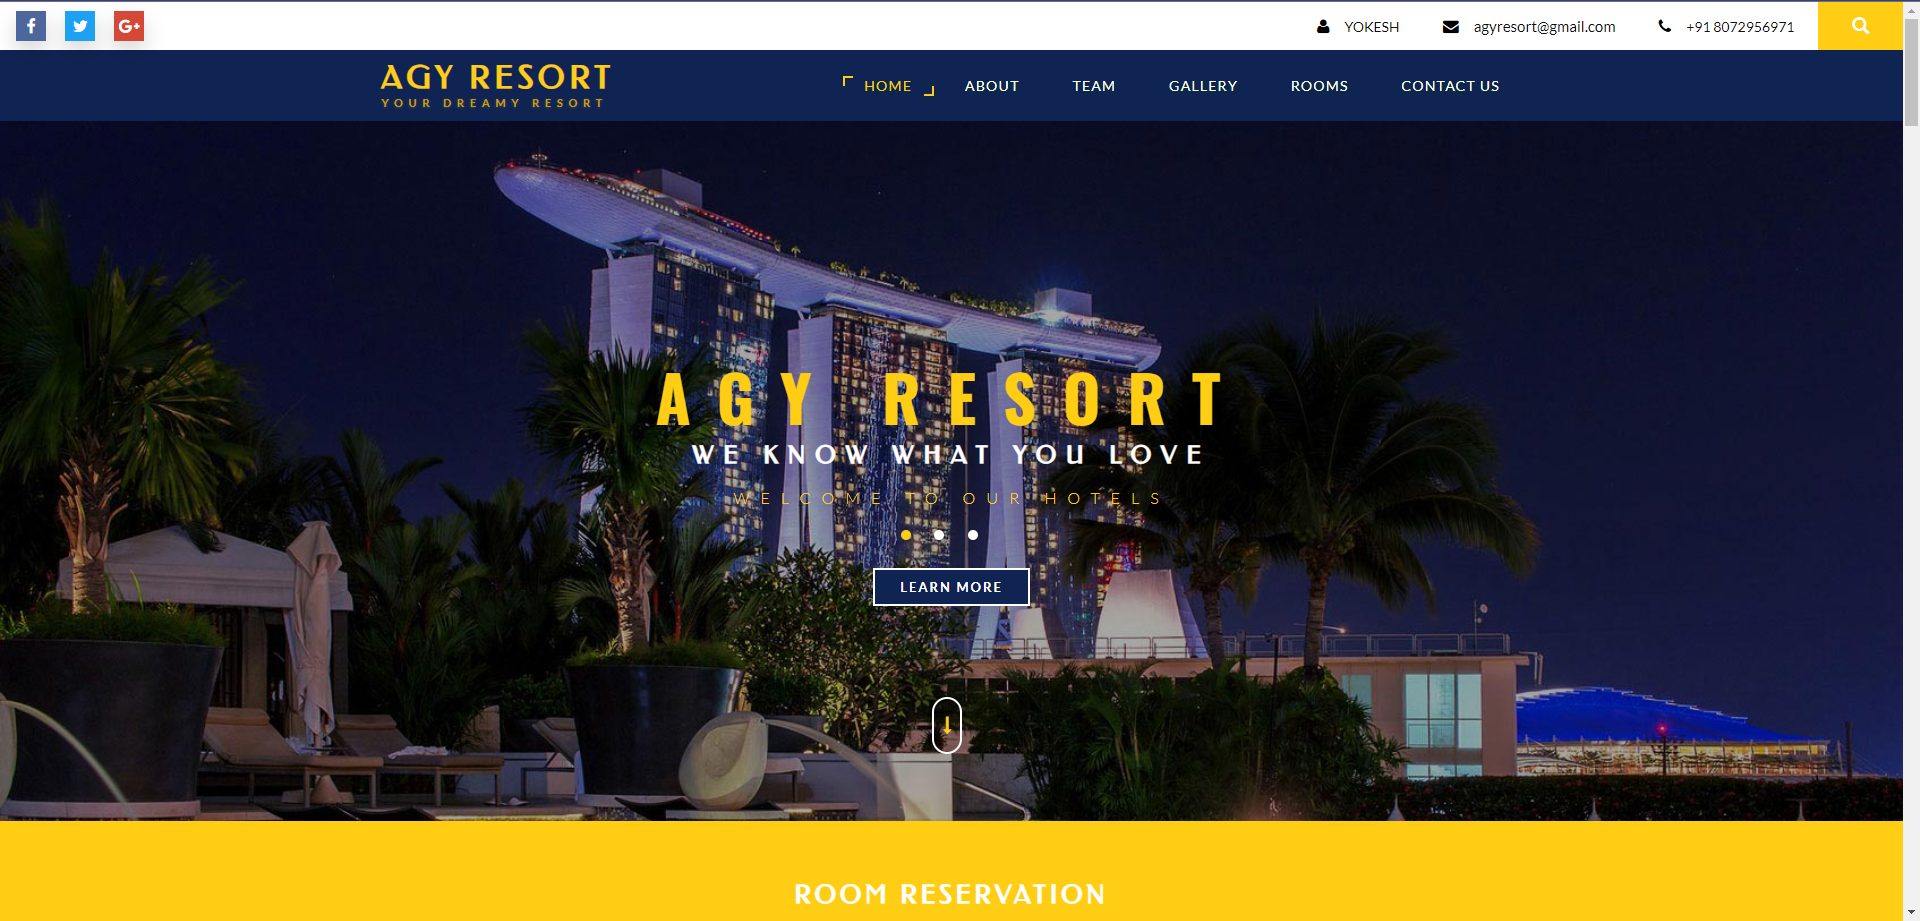 YOKESH
agyresort@gmail.com
+91 8072956971
AGY RESORT
YOUR DREAMY RESORT
HOME
ABOUT
TEAM
GALLERY
ROOMS
CONTACT US
AGY RESORT
WE KNOW WHAT YOU LOVE
WELCOME TO OUR HOTELS
LEARN MORE
ROOM RESERVATION